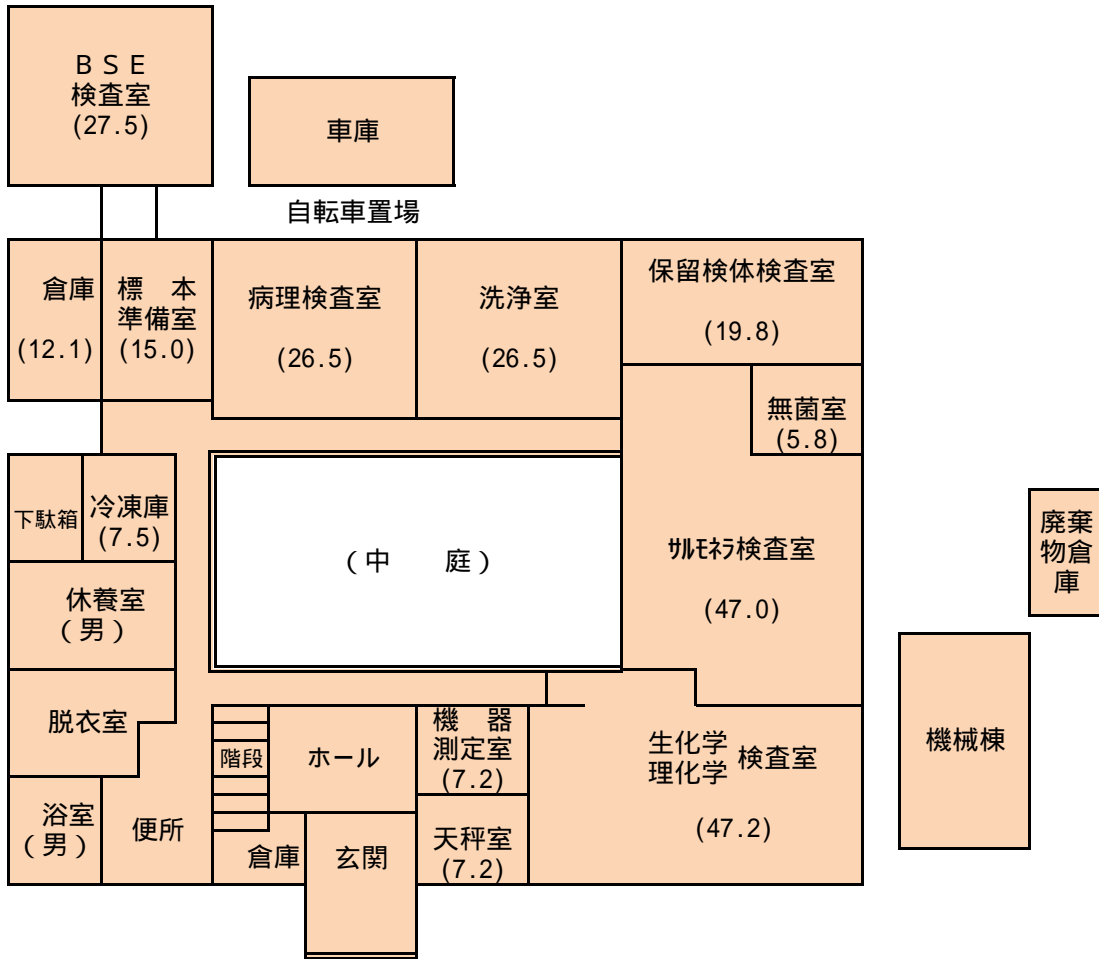 ＢＳＥ
検査室
(27.5)
車庫
自転車置場
倉庫
(12.1)
標　本
準備室
(15.0)
病理検査室
(26.5)
洗浄室
(26.5)
保留検体検査室
(19.8)
無菌室
(5.8)
下駄箱
冷凍庫
(7.5)
（中　　庭）
ｻﾙﾓﾈﾗ検査室
(47.0)
廃棄
物倉
庫
休養室
（男）
脱衣室
階段
ホール
機　器
測定室
(7.2)
生化学
理化学
検査室
(47.2)
機械棟
浴室
（男）
便所
倉庫
玄関
天秤室
(7.2)